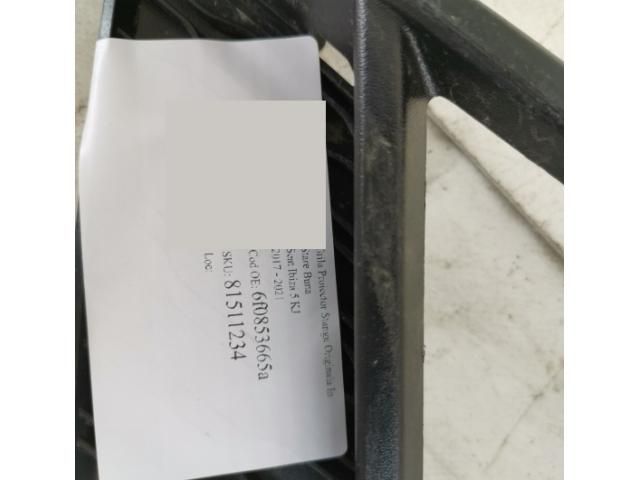 Grila Proiector Stanga Originala In
Stare Buna
Seat Ibiza 5 KJ
2017 - 2021
Cod OE: 6f0853665a
SKU: 81511234
Loc: